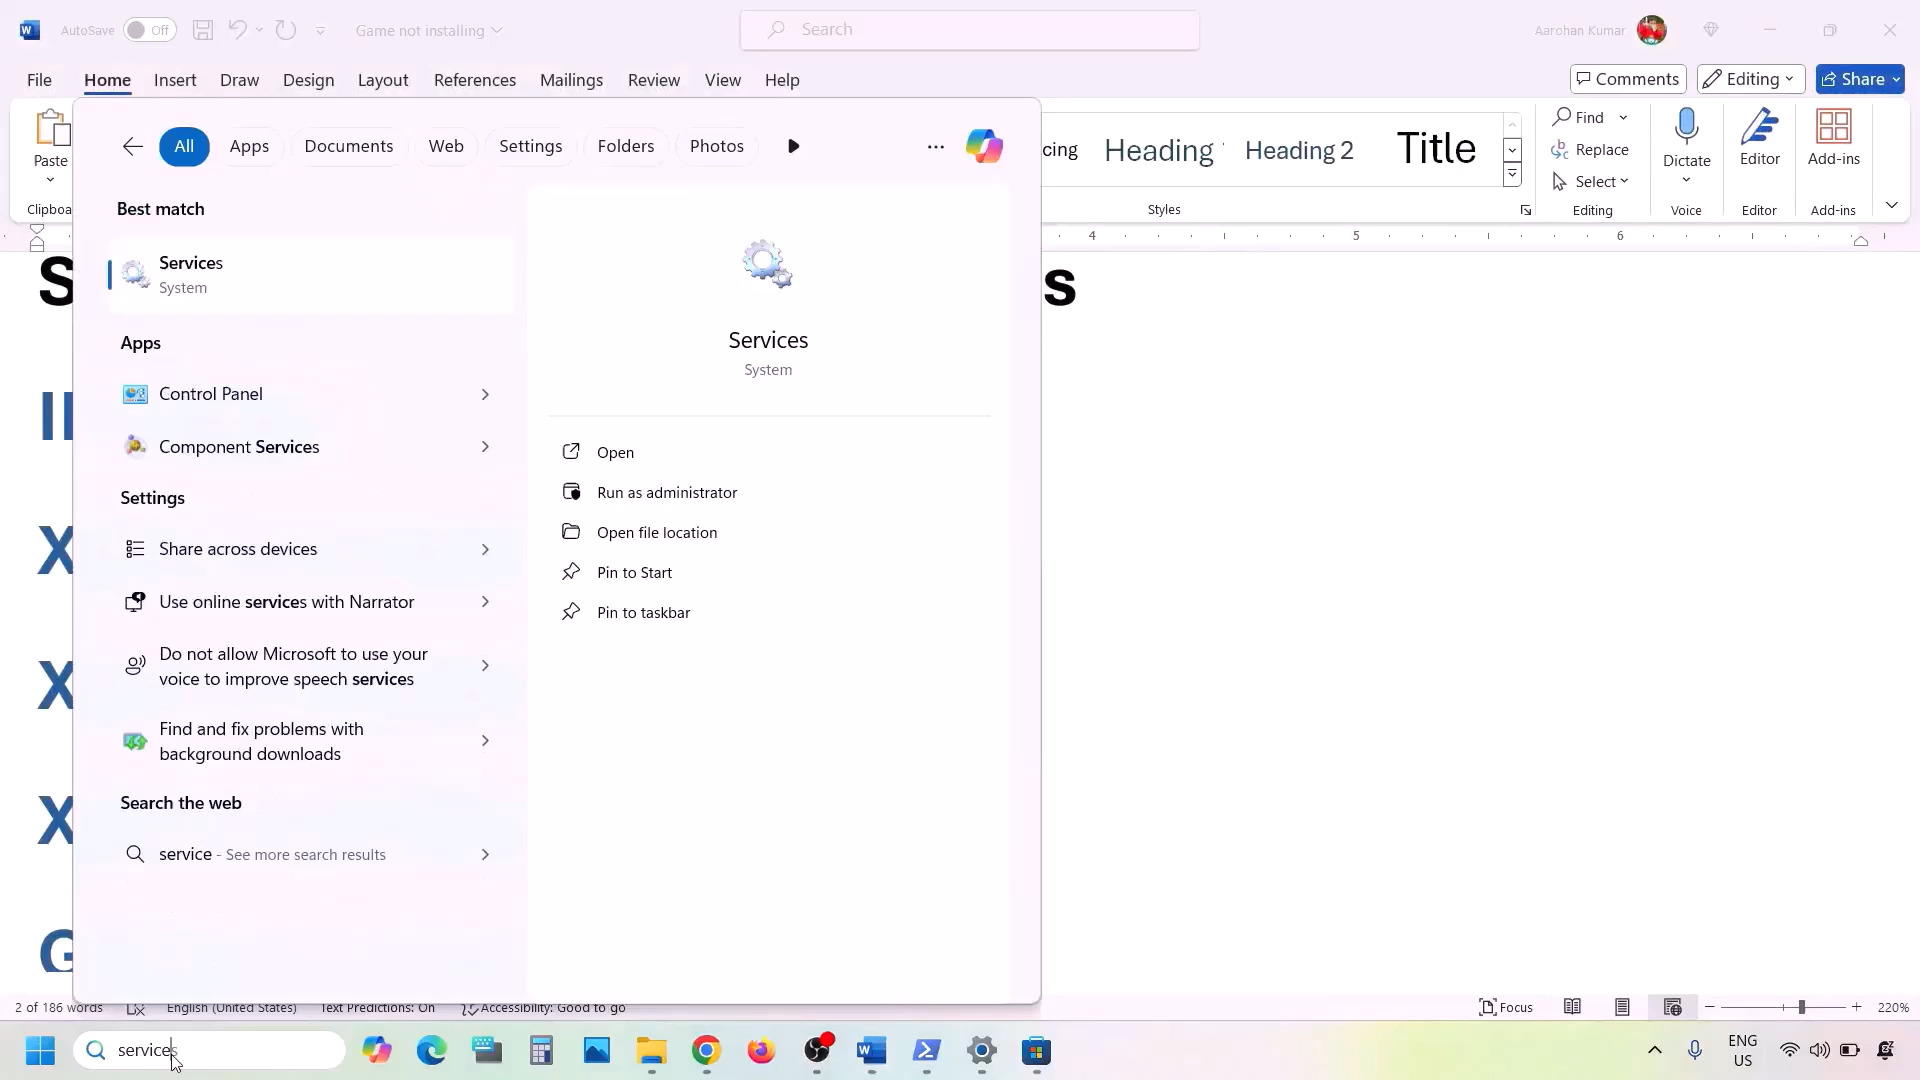 AutoSave Off
Game not installing
Search
Aarohan Kumar
File Home Insert Draw Design Layout References Mailings Review View Help
Comments Editing Share
Paste
Clipboa
All Apps Documents Web Settings Folders Photos
Best match
Services
System
Apps
Control Panel
Component Services
Settings
Share across devices
Use online services with Narrator
Do not allow Microsoft to use your
voice to improve speech services
Find and fix problems with
background downloads
Search the web
service - See more search results
Services
System
Open
Run as administrator
Open file location
Pin to Start
Pin to taskbar
cing Heading Heading 2 Title
Styles
Find
Replace
Select
Editing
Dictate
Voice
Editor
Editor
Add-ins
Add-ins
4 5 6
S s
X
X
X
G
2 of 186 words English (United States) Text Predictions: On Accessibility: Good to go
Focus 220%
services
ENG
US